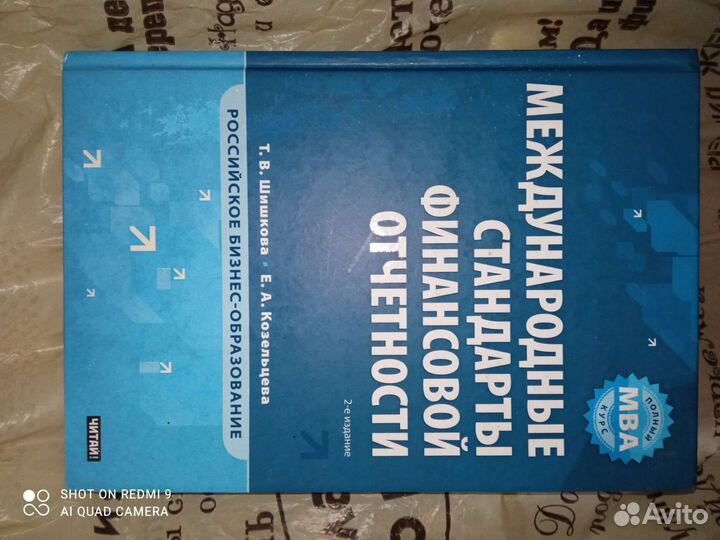 МЕЖДУНАРОДНЫЕ
СТАНДАРТЫ
ФИНАНСОВОЙ
ОТЧЕТНОСТИ
2-е издание
ПОЛНЫЙ
MBA
КУРС
Т. В. Шишкова • Е. А. Козельцева
РОССИЙСКОЕ БИЗНЕС-ОБРАЗОВАНИЕ
ЧИТАЙ!
SHOT ON REDMI 9
AI QUAD CAMERA
Avito